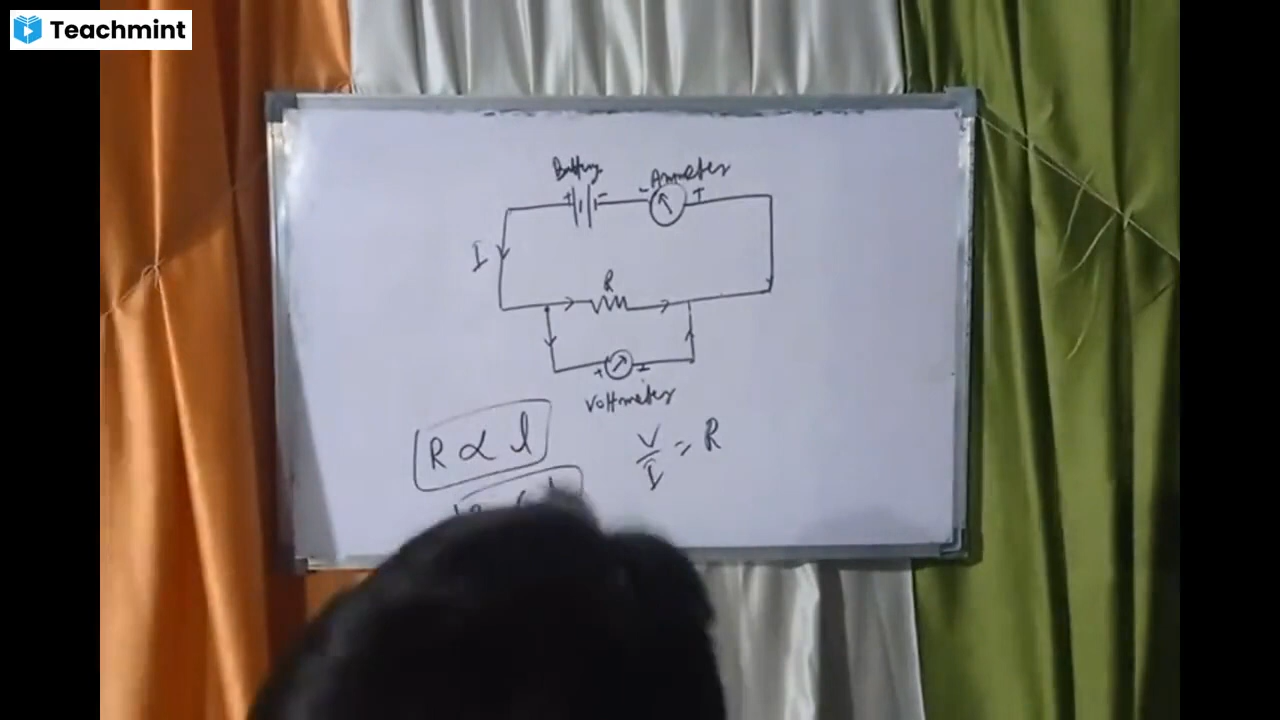 Teachmint
Battery
+ - - Ammeter +
I
R
+ -
Voltmeter
R ∝ l
V/I = R